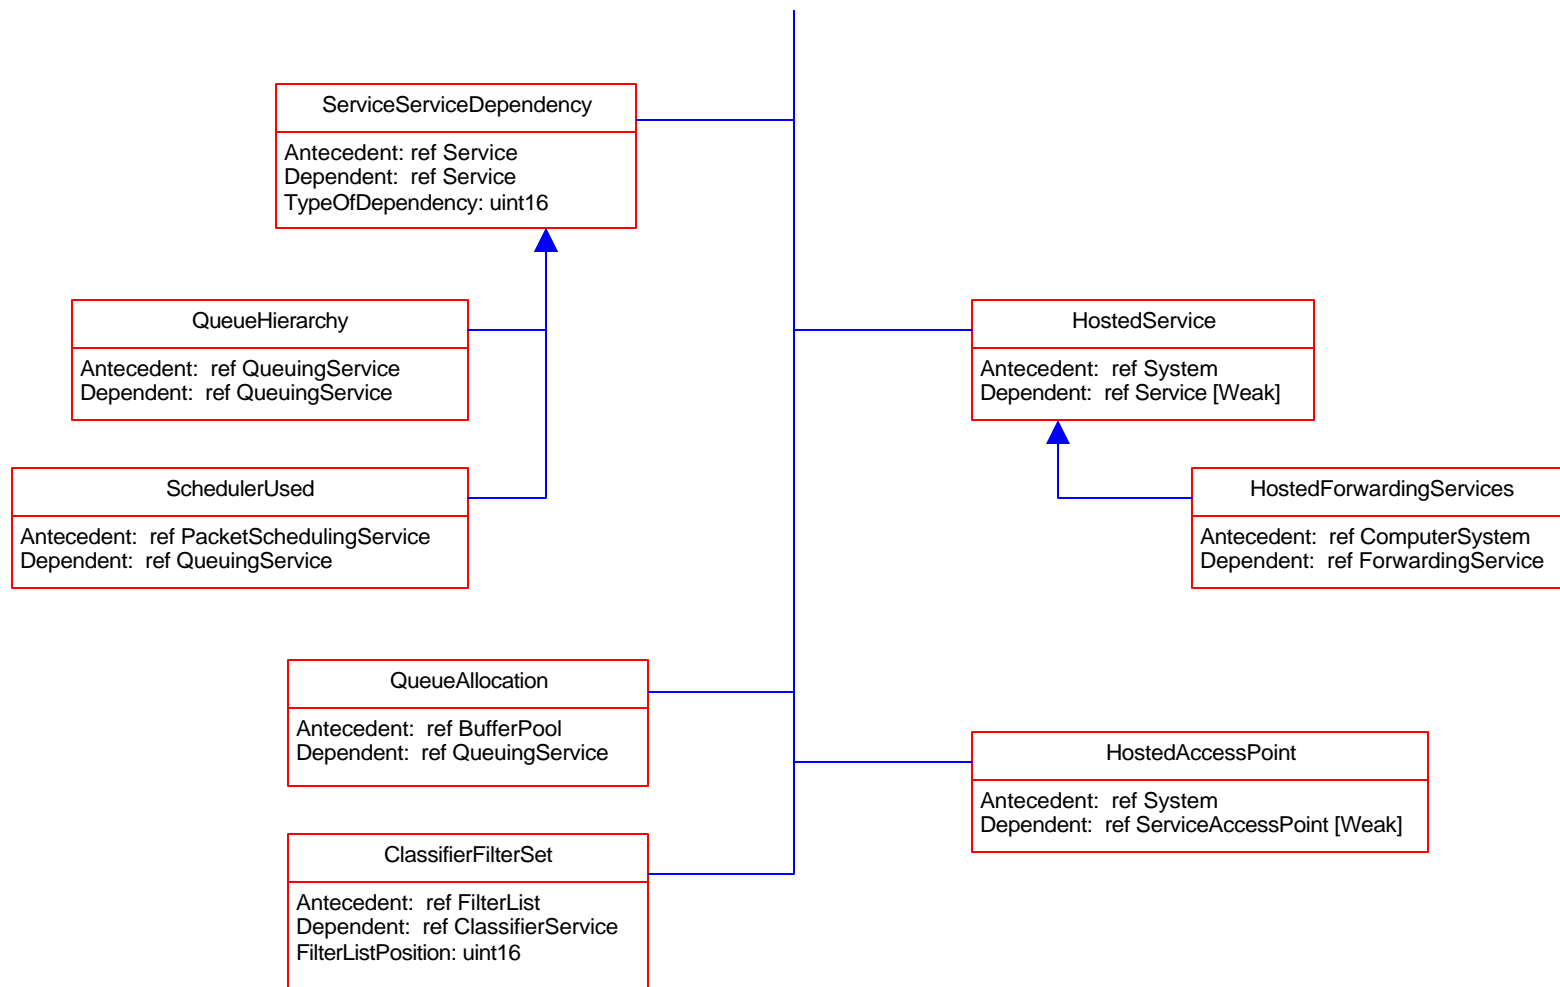 ServiceServiceDependency
Antecedent: ref Service
Dependent: ref Service
TypeOfDependency: uint16
QueueHierarchy
Antecedent: ref QueuingService
Dependent: ref QueuingService
HostedService
Antecedent: ref System
Dependent: ref Service [Weak]
SchedulerUsed
Antecedent: ref PacketSchedulingService
Dependent: ref QueuingService
HostedForwardingServices
Antecedent: ref ComputerSystem
Dependent: ref ForwardingService
QueueAllocation
Antecedent: ref BufferPool
Dependent: ref QueuingService
HostedAccessPoint
Antecedent: ref System
Dependent: ref ServiceAccessPoint [Weak]
ClassifierFilterSet
Antecedent: ref FilterList
Dependent: ref ClassifierService
FilterListPosition: uint16